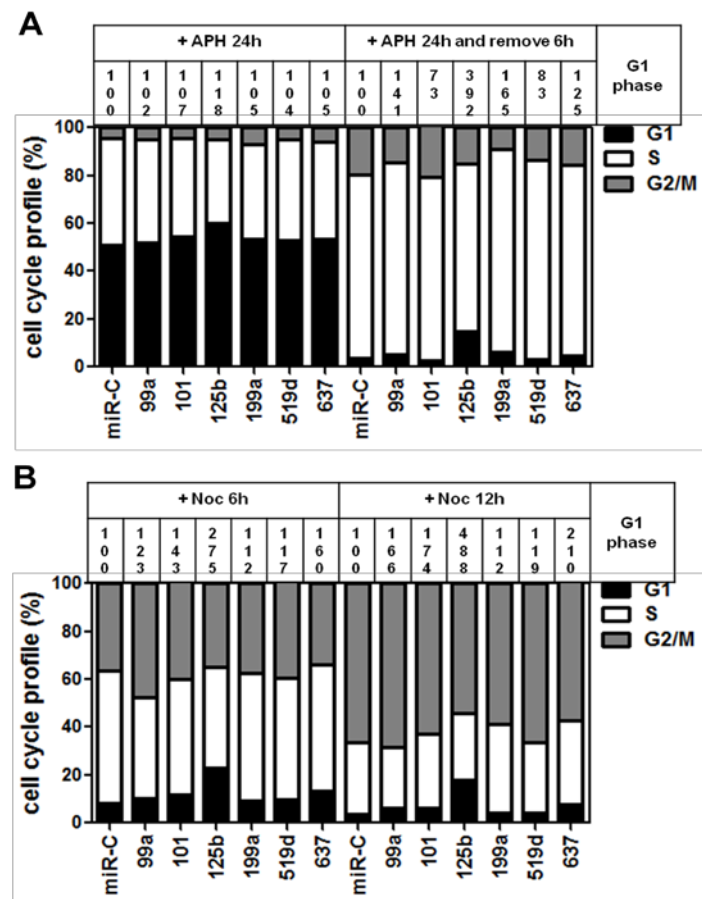 A
+ APH 24h + APH 24h and remove 6h G1 phase
100 102 107 118 105 104 105 100 141 73 392 165 83 125
100
80
60
40
20
0
cell cycle profile (%)
G1
S
G2/M
miR-C 99a 101 125b 199a 519d 637 miR-C 99a 101 125b 199a 519d 637
B
+ Noc 6h + Noc 12h G1 phase
100 123 143 275 112 117 160 100 166 174 488 112 119 210
100
80
60
40
20
0
cell cycle profile (%)
G1
S
G2/M
miR-C 99a 101 125b 199a 519d 637 miR-C 99a 101 125b 199a 519d 637